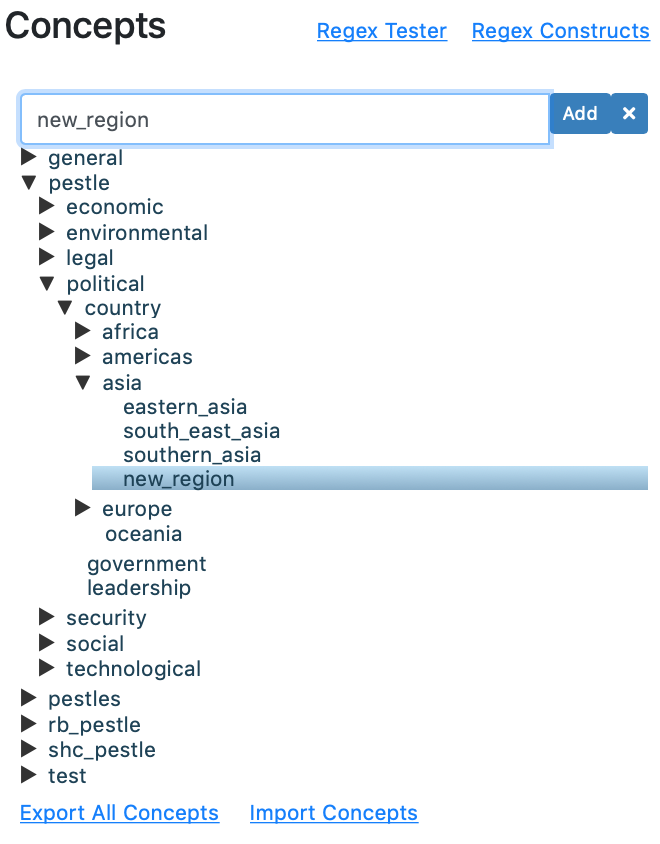 Concepts
Regex Tester Regex Constructs
new_region Add ×
general
pestle
economic
environmental
legal
political
country
africa
americas
asia
eastern_asia
south_east_asia
southern_asia
new_region
europe
oceania
government
leadership
security
social
technological
pestles
rb_pestle
shc_pestle
test
Export All Concepts Import Concepts